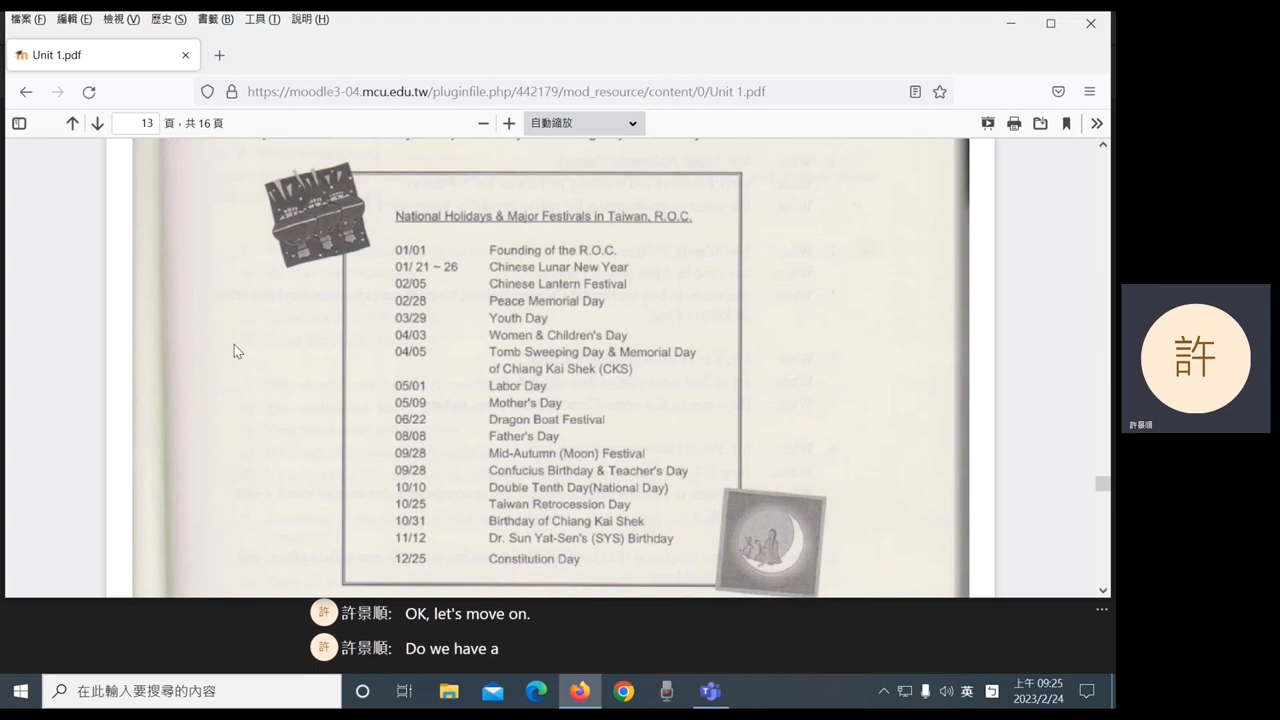 檔案 (F) 編輯 (E) 檢視 (V) 歷史 (S) 書籤 (B) 工具 (T) 說明 (H)
Unit 1.pdf
https://moodle3-04.mcu.edu.tw/pluginfile.php/442179/mod_resource/content/0/Unit 1.pdf
13 頁，共 16 頁 自動縮放
National Holidays & Major Festivals in Taiwan, R.O.C.
01/01 Founding of the R.O.C.
01/ 21 ~ 26 Chinese Lunar New Year
02/05 Chinese Lantern Festival
02/28 Peace Memorial Day
03/29 Youth Day
04/03 Women & Children's Day
04/05 Tomb Sweeping Day & Memorial Day
of Chiang Kai Shek (CKS)
05/01 Labor Day
05/09 Mother's Day
06/22 Dragon Boat Festival
08/08 Father's Day
09/28 Mid-Autumn (Moon) Festival
09/28 Confucius Birthday & Teacher's Day
10/10 Double Tenth Day(National Day)
10/25 Taiwan Retrocession Day
10/31 Birthday of Chiang Kai Shek
11/12 Dr. Sun Yat-Sen's (SYS) Birthday
12/25 Constitution Day
許
許景順
許 許景順: OK, let's move on.
許 許景順: Do we have a
在此輸入要搜尋的內容
英
上午 09:25
2023/2/24